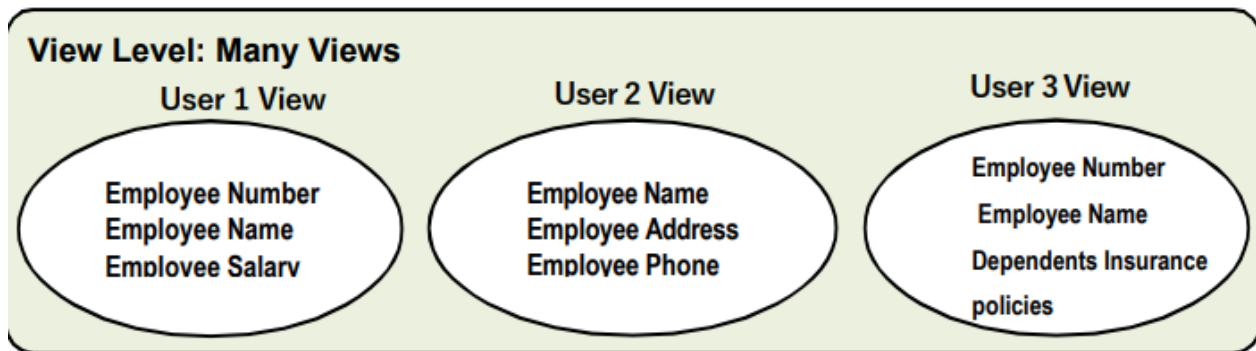 View Level: Many Views
User 1 View
Employee Number
Employee Name
Employee Salary
User 2 View
Employee Name
Employee Address
Employee Phone
User 3 View
Employee Number
Employee Name
Dependents Insurance
policies